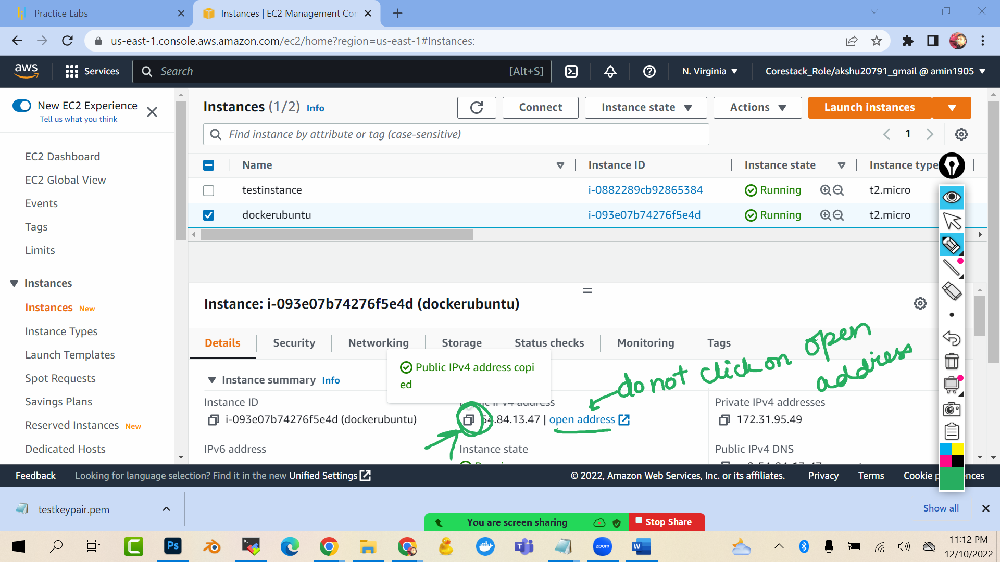 Practice Labs
Instances | EC2 Management Con
us-east-1.console.aws.amazon.com/ec2/home?region=us-east-1#Instances:
aws
Services
Search
[Alt+S]
N. Virginia
Corestack_Role/akshu20791_gmail @ amin1905
New EC2 Experience
Tell us what you think
EC2 Dashboard
EC2 Global View
Events
Tags
Limits
Instances
Instances New
Instance Types
Launch Templates
Spot Requests
Savings Plans
Reserved Instances New
Dedicated Hosts
Instances (1/2) Info
Connect
Instance state
Actions
Launch instances
Find instance by attribute or tag (case-sensitive)
1
Name
Instance ID
Instance state
Instance type
testinstance
i-0882289cb92865384
Running
t2.micro
dockerubuntu
i-093e07b74276f5e4d
Running
t2.micro
Instance: i-093e07b74276f5e4d (dockerubuntu)
Details
Security
Networking
Storage
Status checks
Monitoring
Tags
do not click on open
address
Public IPv4 address copi
ed
Instance summary Info
Instance ID
IPv4 address
Private IPv4 addresses
i-093e07b74276f5e4d (dockerubuntu)
54.84.13.47 | open address
172.31.95.49
IPv6 address
Instance state
Public IPv4 DNS
Feedback
Looking for language selection? Find it in the new Unified Settings
© 2022, Amazon Web Services, Inc. or its affiliates.
Privacy
Terms
Cookie p nces
testkeypair.pem
Show all
You are screen sharing
Stop Share
Ps
zoom
W
11:12 PM
12/10/2022